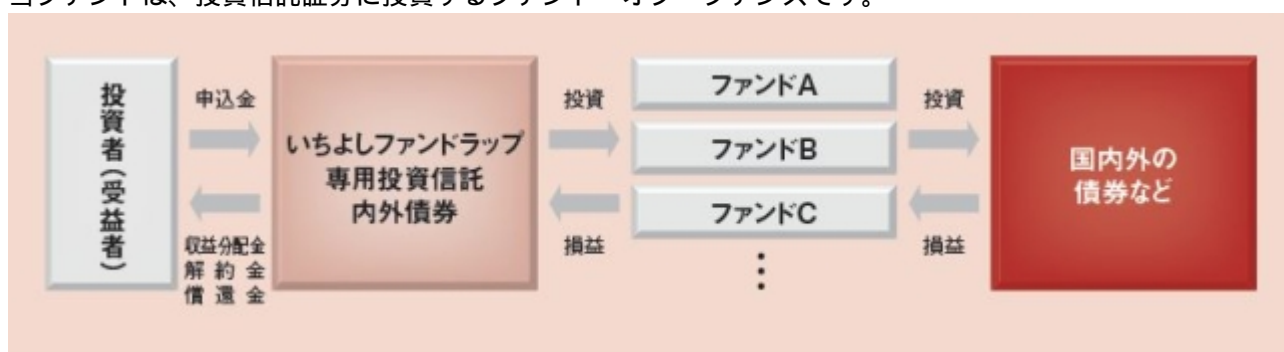 当ファンドは、投資信託証券に投資するファンド・オブ・ファンズです。
投資者(受益者)
申込金
収益分配金
解約金
償還金
いちよしファンドラップ
専用投資信託
内外債券
投資
損益
ファンドA
ファンドB
ファンドC
⋮
投資
損益
国内外の
債券など